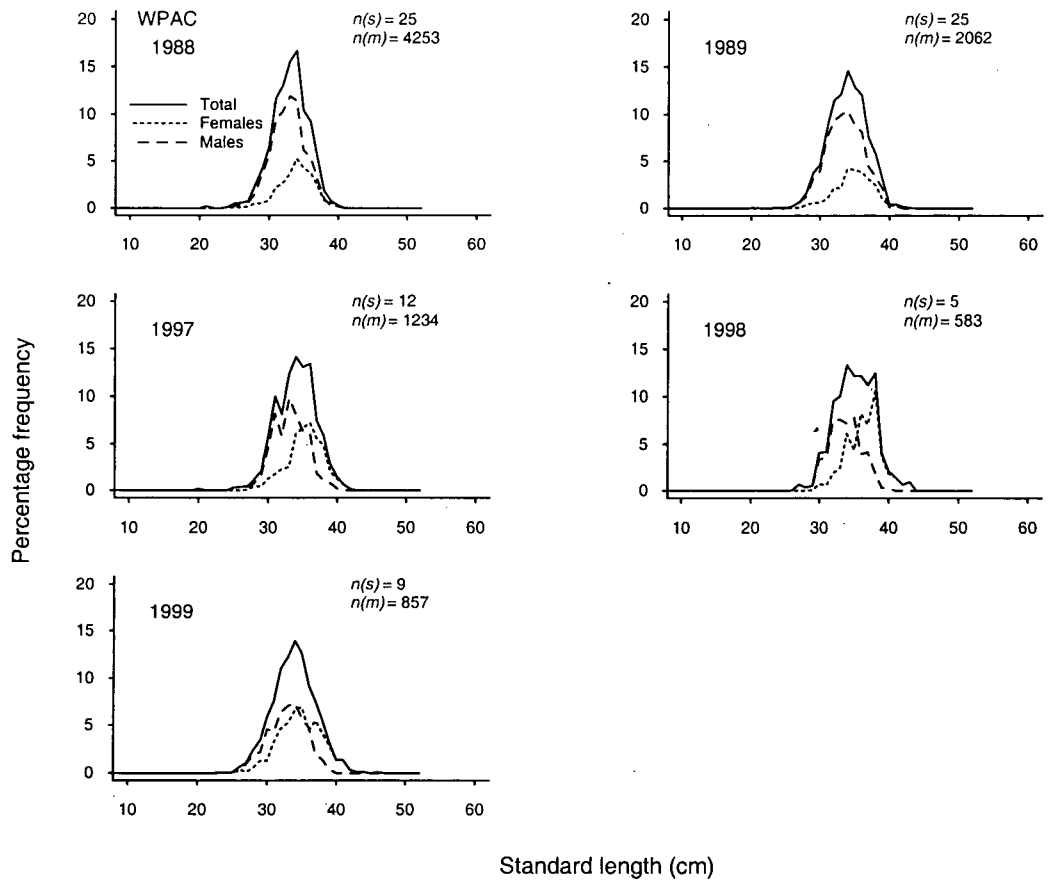 WPAC
1988
n(s) = 25
n(m) = 4253
Total
Females
Males
20
15
10
5
0
10 20 30 40 50 60
1989
n(s) = 25
n(m) = 2062
20
15
10
5
0
10 20 30 40 50 60
1997
n(s) = 12
n(m) = 1234
20
15
10
5
0
10 20 30 40 50 60
1998
n(s) = 5
n(m) = 583
20
15
10
5
0
10 20 30 40 50 60
1999
n(s) = 9
n(m) = 857
20
15
10
5
0
10 20 30 40 50 60
Percentage frequency
Standard length (cm)